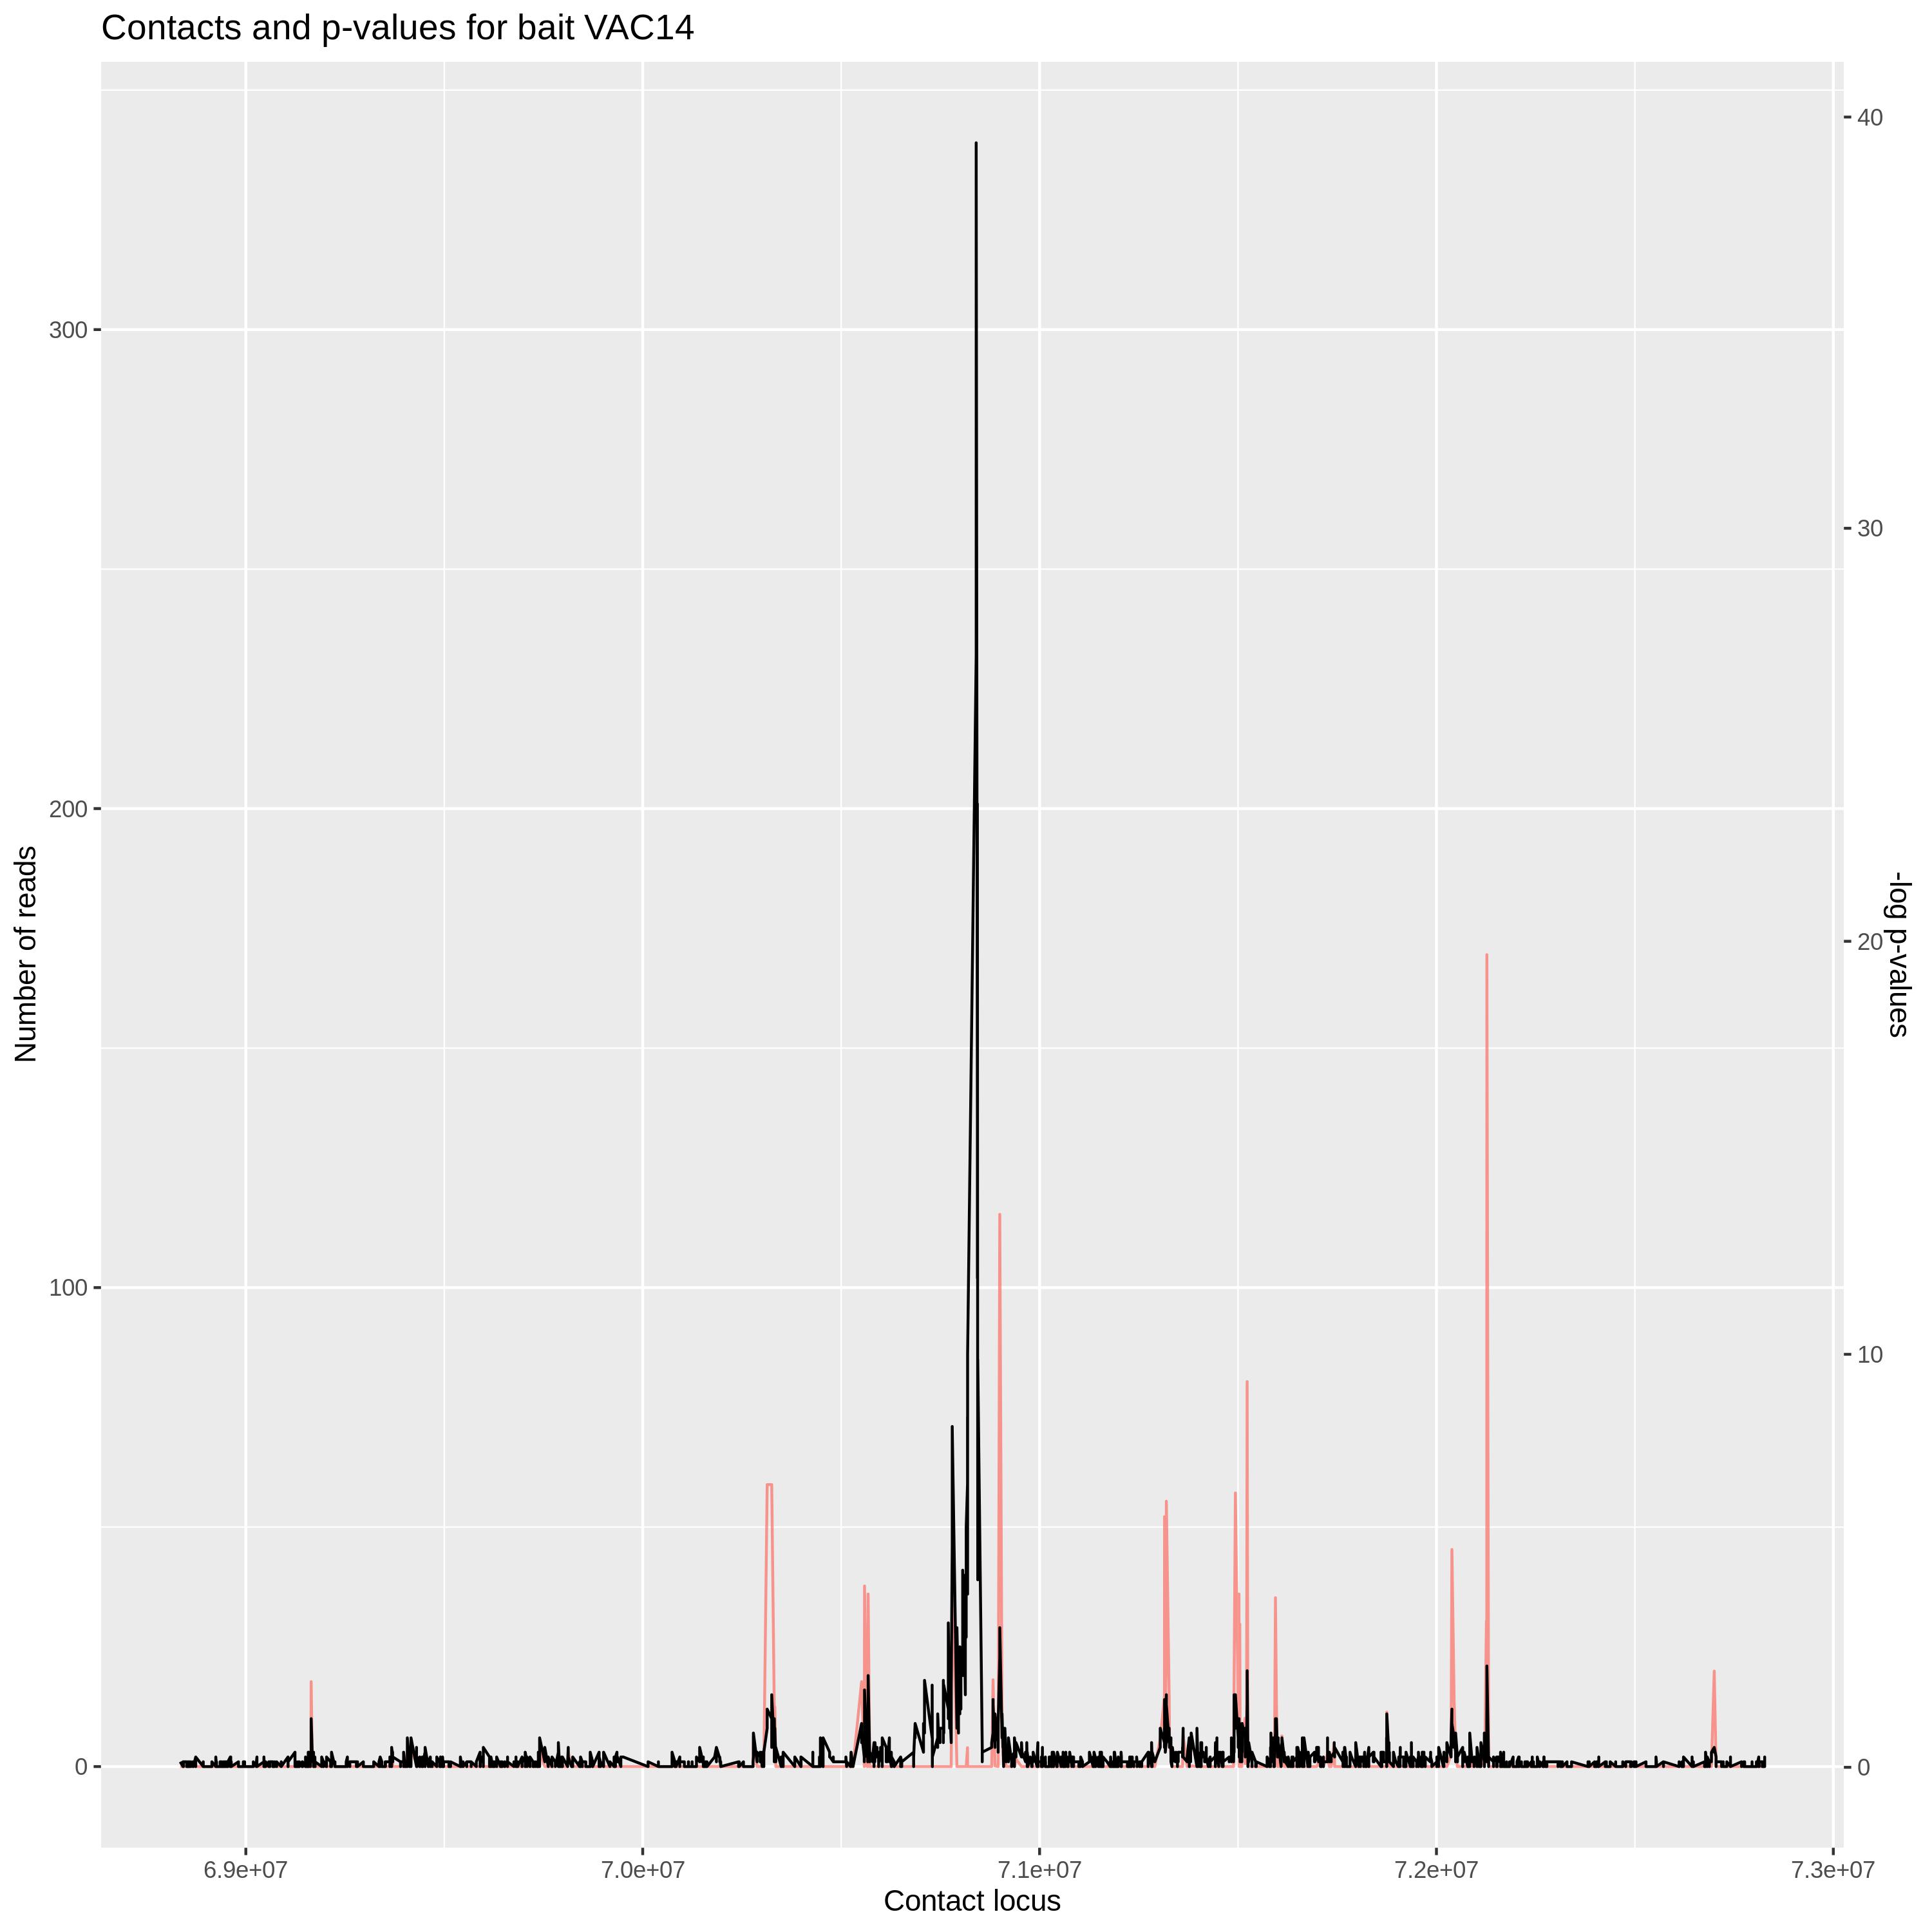 Contacts and p-values for bait VAC14
Number of reads
300
200
100
0
40
30
20
10
0
-log p-values
6.9e+07
7.0e+07
7.1e+07
7.2e+07
7.3e+07
Contact locus